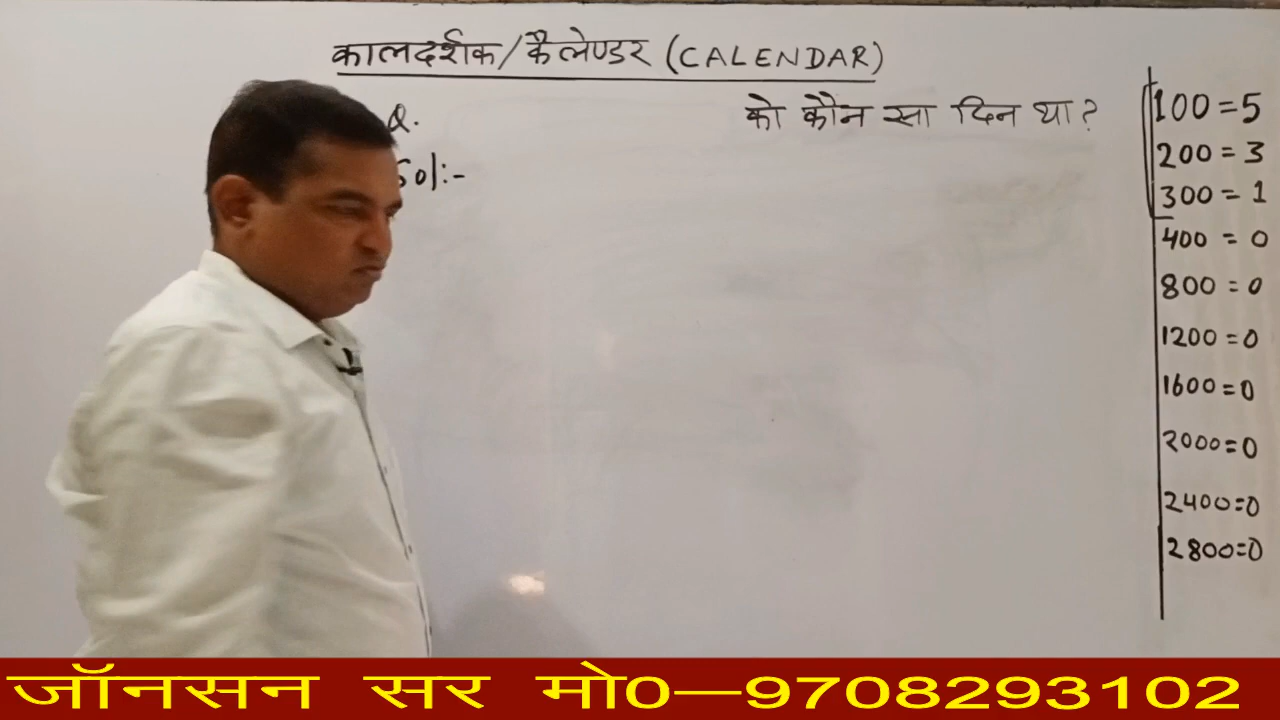 कालदर्शक/कैलेण्डर (CALENDAR)
Q. को कौन सा दिन था?
Sol:-
100 = 5
200 = 3
300 = 1
400 = 0
800 = 0
1200 = 0
1600 = 0
2000 = 0
2400 = 0
2800 = 0
जॉनसन सर मो0—9708293102